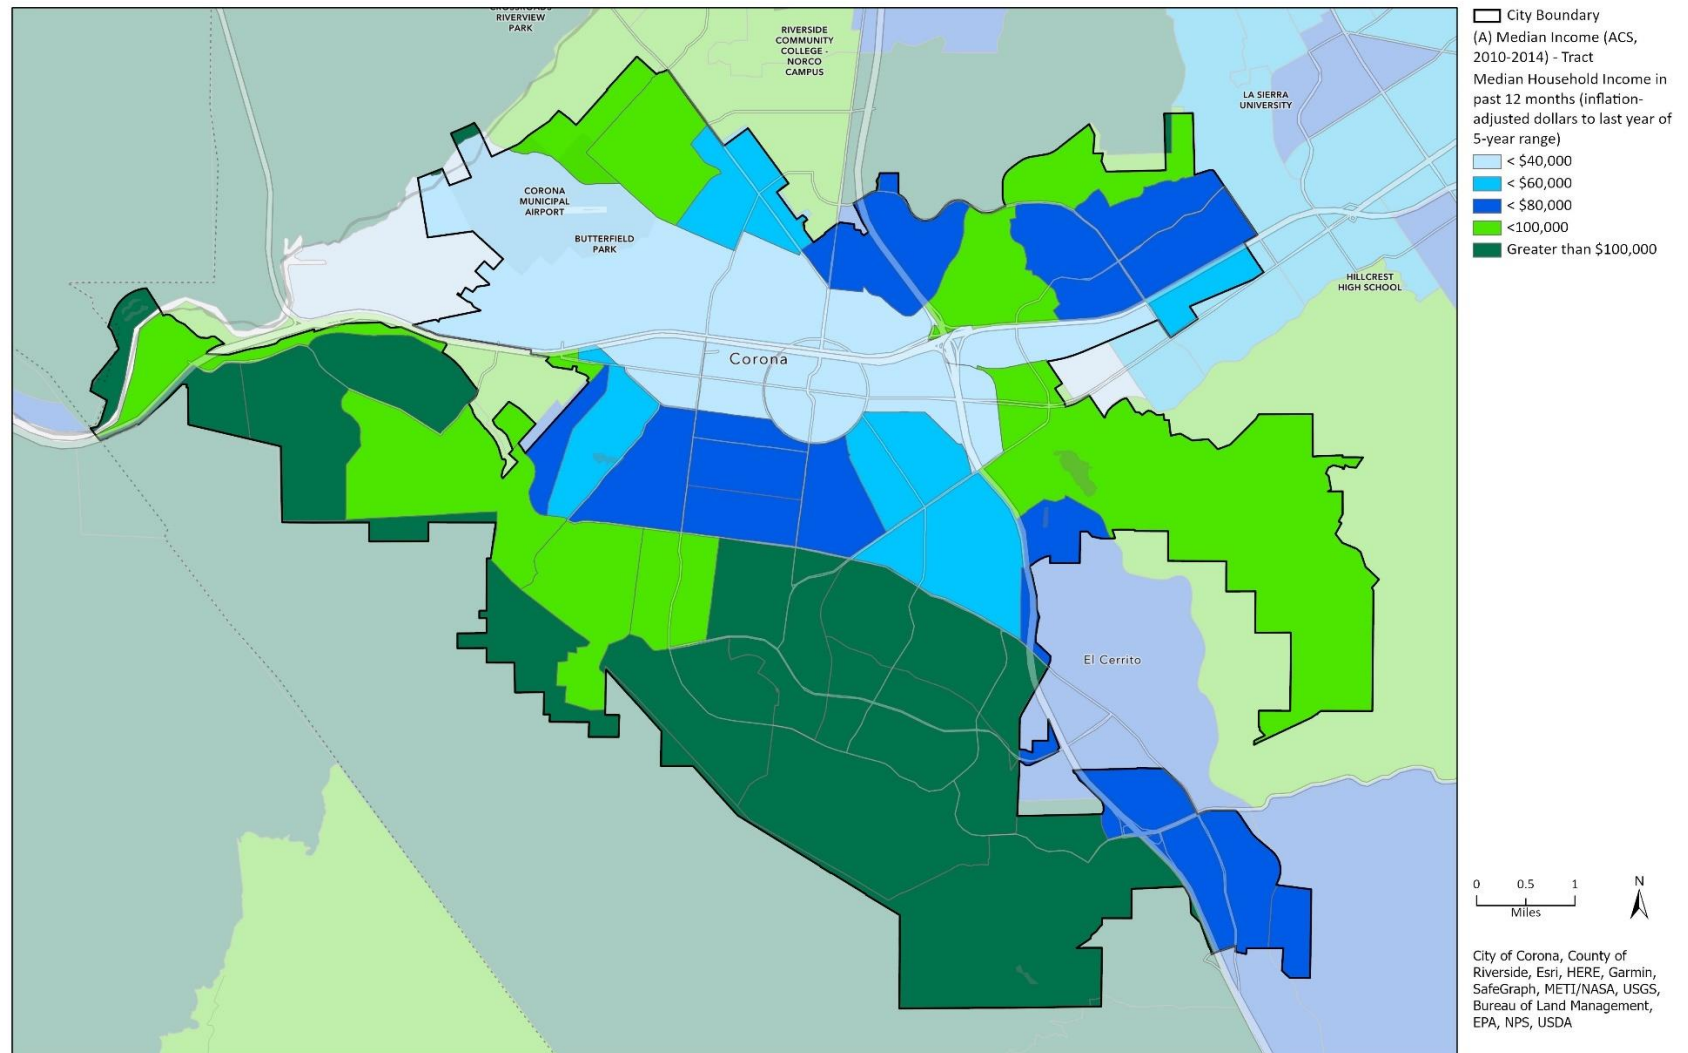 CROSSROADS
RIVERVIEW
PARK
RIVERSIDE
COMMUNITY
COLLEGE -
NORCO
CAMPUS
LA SIERRA
UNIVERSITY
CORONA
MUNICIPAL
AIRPORT
BUTTERFIELD
PARK
HILLCREST
HIGH SCHOOL
Corona
El Cerrito
City Boundary
(A) Median Income (ACS,
2010-2014) - Tract
Median Household Income in
past 12 months (inflation-
adjusted dollars to last year of
5-year range)
< $40,000
< $60,000
< $80,000
<100,000
Greater than $100,000
0 0.5 1
Miles
N
City of Corona, County of
Riverside, Esri, HERE, Garmin,
SafeGraph, METI/NASA, USGS,
Bureau of Land Management,
EPA, NPS, USDA